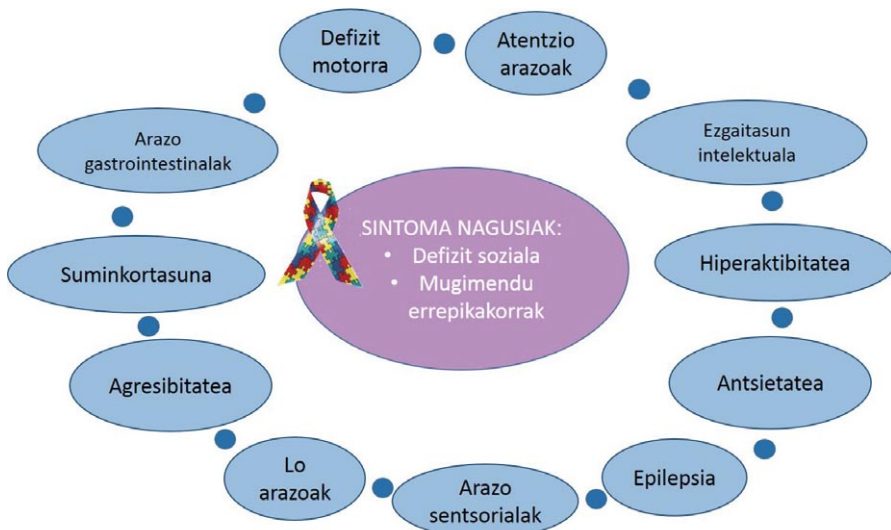 Defizit
motorra
Atentzio
arazoak
Arazo
gastrointestinalak
Ezgaitasun
intelektuala
SINTOMA NAGUSIAK:
• Defizit soziala
• Mugimendu
errepikakorrak
Suminkortasuna
Hiperaktibitatea
Agresibitatea
Antsietatea
Lo
arazoak
Arazo
sentsorialak
Epilepsia